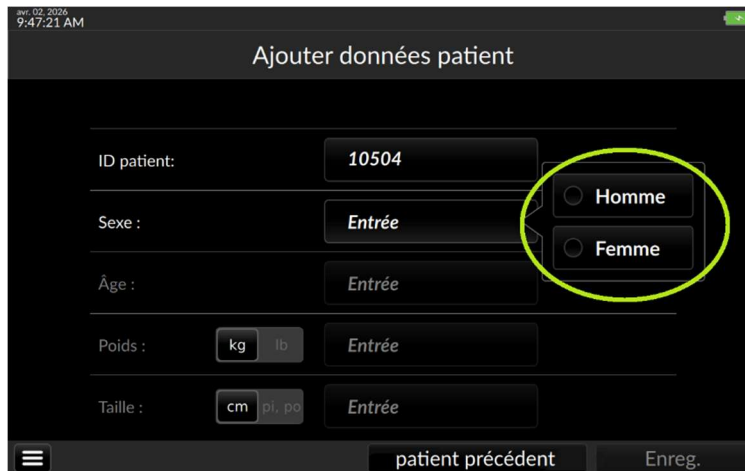 avr. 02, 2026
9:47:21 AM
Ajouter données patient
ID patient:
10504
Homme
Sexe :
Entrée
Femme
Âge :
Entrée
Poids :
kg
lb
Entrée
Taille :
cm
pi, po
Entrée
patient précédent
Enreg.